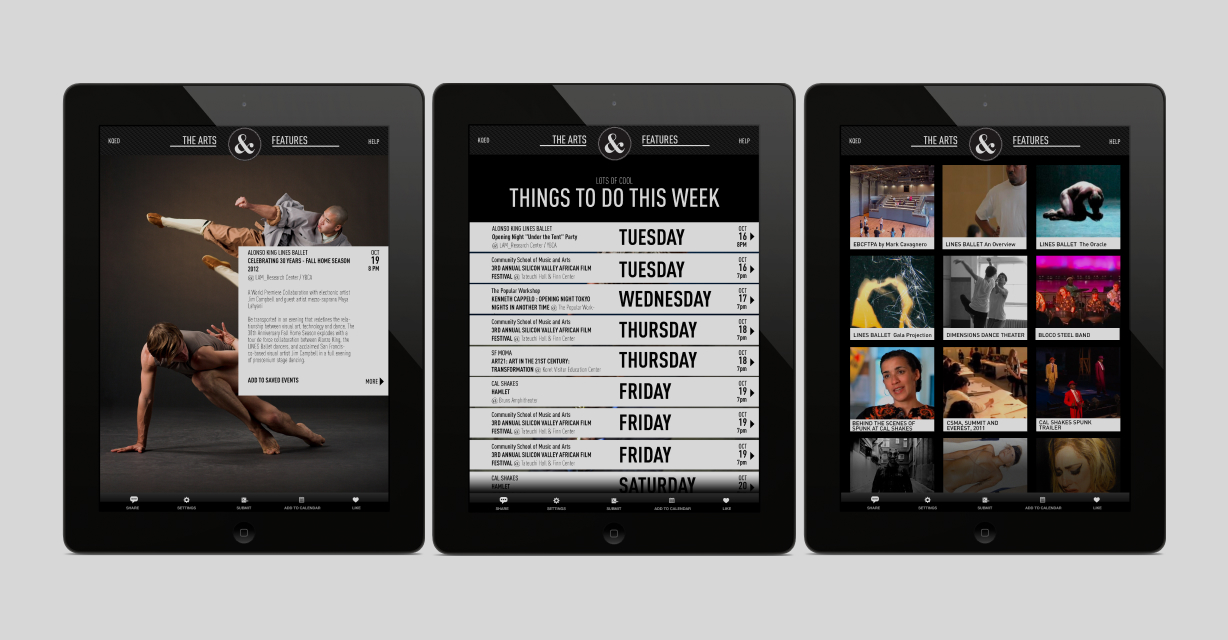 KQED
THE ARTS & FEATURES
HELP
ALONSO KING LINES BALLET
CELEBRATING 30 YEARS - FALL HOME SEASON
2012
@ LAM_Research Center / YBCA
OCT
19
8 PM
A World Premiere Collaboration with electronic artist
Jim Campbell and guest artist mezzo-soprano Maya
Lahyani
Be transported in an evening that redefines the rela-
tionship between visual art, technology and dance. The
30th Anniversary Fall Home Season explodes with a
tour de force collaboration between Alonzo King, the
LINES Ballet dancers, and acclaimed San Francis-
co-based visual artist Jim Campbell in a full evening
of proscenium stage dancing.
ADD TO SAVED EVENTS
MORE
SHARE
SETTINGS
SUBMIT
ADD TO CALENDAR
LIKE
KQED
THE ARTS & FEATURES
HELP
LOTS OF COOL
THINGS TO DO THIS WEEK
ALONSO KING LINES BALLET
Opening Night "Under the Tent" Party
@ LAM_Research Center / YBCA
TUESDAY
OCT
16
8PM
Community School of Music and Arts
3RD ANNUAL SILICON VALLEY AFRICAN FILM
FESTIVAL @ Tateuchi Hall & Finn Center
TUESDAY
OCT
16
7pm
The Popular Workshop
KENNETH CAPPELO : OPENING NIGHT TOKYO
NIGHTS IN ANOTHER TIME @ The Popular Work
WEDNESDAY
OCT
17
7pm
Community School of Music and Arts
3RD ANNUAL SILICON VALLEY AFRICAN FILM
FESTIVAL @ Tateuchi Hall & Finn Center
THURSDAY
OCT
18
7pm
SF MOMA
ART21: ART IN THE 21ST CENTURY:
TRANSFORMATION @ Koret Visitor Education Center
THURSDAY
OCT
18
7pm
CAL SHAKES
HAMLET
@ Bruns Amphitheater
FRIDAY
OCT
19
7pm
Community School of Music and Arts
3RD ANNUAL SILICON VALLEY AFRICAN FILM
FESTIVAL @ Tateuchi Hall & Finn Center
FRIDAY
OCT
19
7pm
Community School of Music and Arts
3RD ANNUAL SILICON VALLEY AFRICAN FILM
FESTIVAL @ Tateuchi Hall & Finn Center
FRIDAY
OCT
19
7pm
CAL SHAKES
HAMLET
SATURDAY
OCT
20
SHARE
SETTINGS
SUBMIT
ADD TO CALENDAR
LIKE
KQED
THE ARTS & FEATURES
HELP
EBCFTPA by Mark Cavagnero
LINES BALLET An Overview
LINES BALLET The Oracle
LINES BALLET Gaia Projection
DIMENSIONS DANCE THEATER
BLOCO STEEL BAND
BEHIND THE SCENES OF
SPUNK AT CAL SHAKES
CSMA, SUMMIT AND
EVEREST, 2011
CAL SHAKES SPUNK
TRAILER
SHARE
SETTINGS
SUBMIT
ADD TO CALENDAR
LIKE